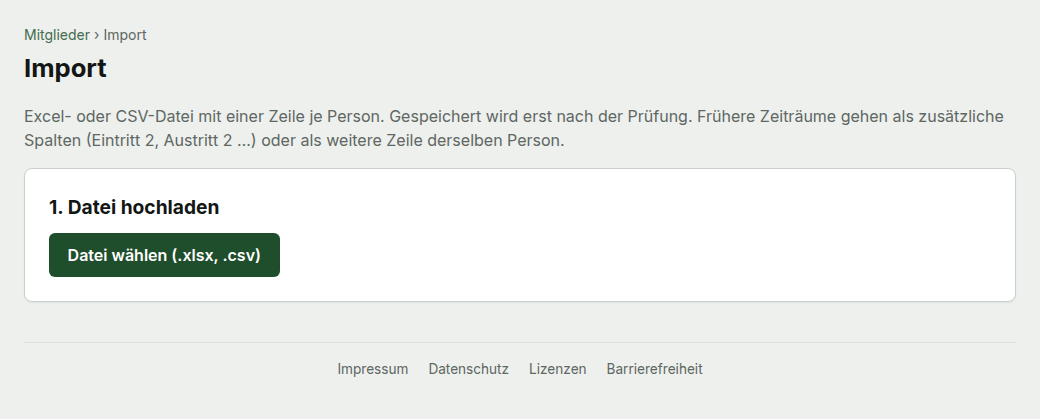 Mitglieder › Import
Import
Excel- oder CSV-Datei mit einer Zeile je Person. Gespeichert wird erst nach der Prüfung. Frühere Zeiträume gehen als zusätzliche
Spalten (Eintritt 2, Austritt 2 ...) oder als weitere Zeile derselben Person.
1. Datei hochladen
Datei wählen (.xlsx, .csv)
Impressum Datenschutz Lizenzen Barrierefreiheit